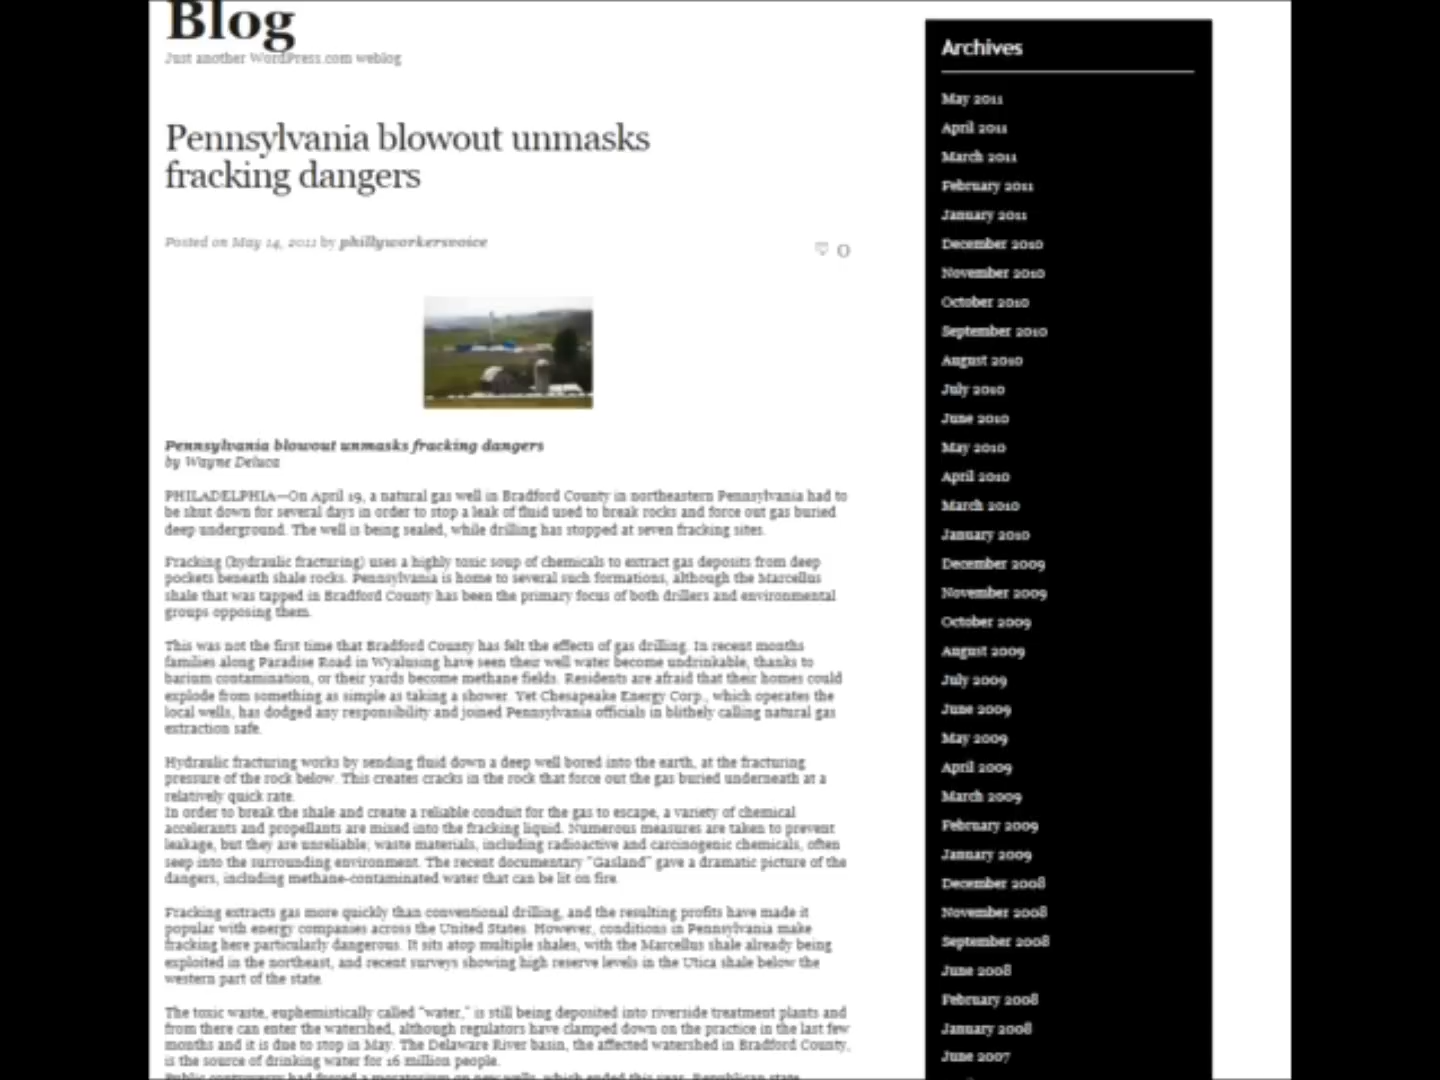 Blog
Just another WordPress.com weblog
Pennsylvania blowout unmasks
fracking dangers
Posted on May 14, 2011 by phillyworkersvoice
0
Pennsylvania blowout unmasks fracking dangers
by Wayne Deluca
PHILADELPHIA—On April 19, a natural gas well in Bradford County in northeastern Pennsylvania had to
be shut down for several days in order to stop a leak of fluid used to break rocks and force out gas buried
deep underground. The well is being sealed, while drilling has stopped at seven fracking sites.
Fracking (hydraulic fracturing) uses a highly toxic soup of chemicals to extract gas deposits from deep
pockets beneath shale rocks. Pennsylvania is home to several such formations, although the Marcellus
shale that was tapped in Bradford County has been the primary focus of both drillers and environmental
groups opposing them.
This was not the first time that Bradford County has felt the effects of gas drilling. In recent months
families along Paradise Road in Wyalusing have seen their well water become undrinkable, thanks to
barium contamination, or their yards become methane fields. Residents are afraid that their homes could
explode from something as simple as taking a shower. Yet Chesapeake Energy Corp., which operates the
local wells, has dodged any responsibility and joined Pennsylvania officials in blithely calling natural gas
extraction safe.
Hydraulic fracturing works by sending fluid down a deep well bored into the earth, at the fracturing
pressure of the rock below. This creates cracks in the rock that force out the gas buried underneath at a
relatively quick rate.
In order to break the shale and create a reliable conduit for the gas to escape, a variety of chemical
accelerants and propellants are mixed into the fracking liquid. Numerous measures are taken to prevent
leakage, but they are unreliable; waste materials, including radioactive and carcinogenic chemicals, often
seep into the surrounding environment. The recent documentary "Gasland" gave a dramatic picture of the
dangers, including methane-contaminated water that can be lit on fire.
Fracking extracts gas more quickly than conventional drilling, and the resulting profits have made it
popular with energy companies across the United States. However, conditions in Pennsylvania make
fracking here particularly dangerous. It sits atop multiple shales, with the Marcellus shale already being
exploited in the northeast, and recent surveys showing high reserve levels in the Utica shale below the
western part of the state.
The toxic waste, euphemistically called "water," is still being deposited into riverside treatment plants and
from there can enter the watershed, although regulators have clamped down on the practice in the last few
months and it is due to stop in May. The Delaware River basin, the affected watershed in Bradford County,
is the source of drinking water for 16 million people.
Public controversy had forced a moratorium on new wells, which ended this year. Republican state
Archives
May 2011
April 2011
March 2011
February 2011
January 2011
December 2010
November 2010
October 2010
September 2010
August 2010
July 2010
June 2010
May 2010
April 2010
March 2010
January 2010
December 2009
November 2009
October 2009
August 2009
July 2009
June 2009
May 2009
April 2009
March 2009
February 2009
January 2009
December 2008
November 2008
September 2008
June 2008
February 2008
January 2008
June 2007